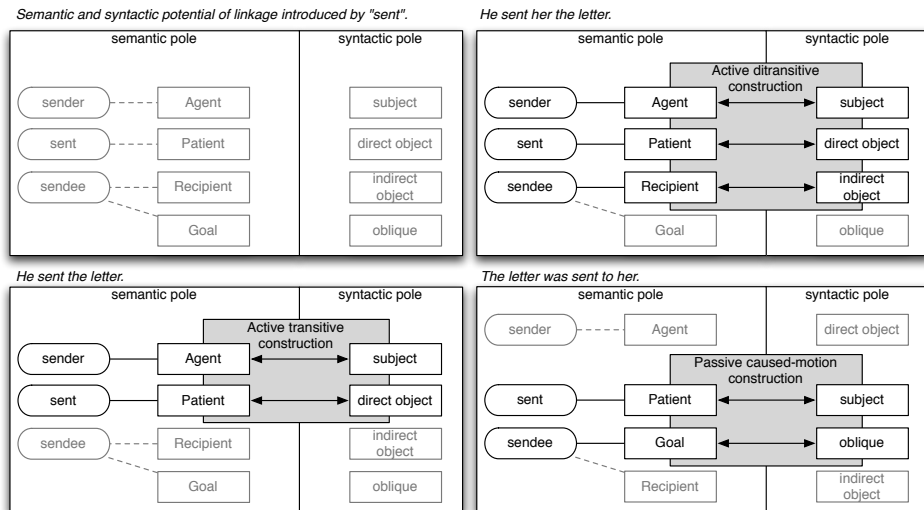 Semantic and syntactic potential of linkage introduced by "sent".
semantic pole
syntactic pole
sender
Agent
subject
sent
Patient
direct object
sendee
Recipient
indirect
object
Goal
oblique
He sent her the letter.
semantic pole
syntactic pole
Active ditransitive
construction
sender
Agent
subject
sent
Patient
direct object
sendee
Recipient
indirect
object
Goal
oblique
He sent the letter.
semantic pole
syntactic pole
Active transitive
construction
sender
Agent
subject
sent
Patient
direct object
sendee
Recipient
indirect
object
Goal
oblique
The letter was sent to her.
semantic pole
syntactic pole
sender
Agent
direct object
Passive caused-motion
construction
sent
Patient
subject
sendee
Goal
oblique
Recipient
indirect
object